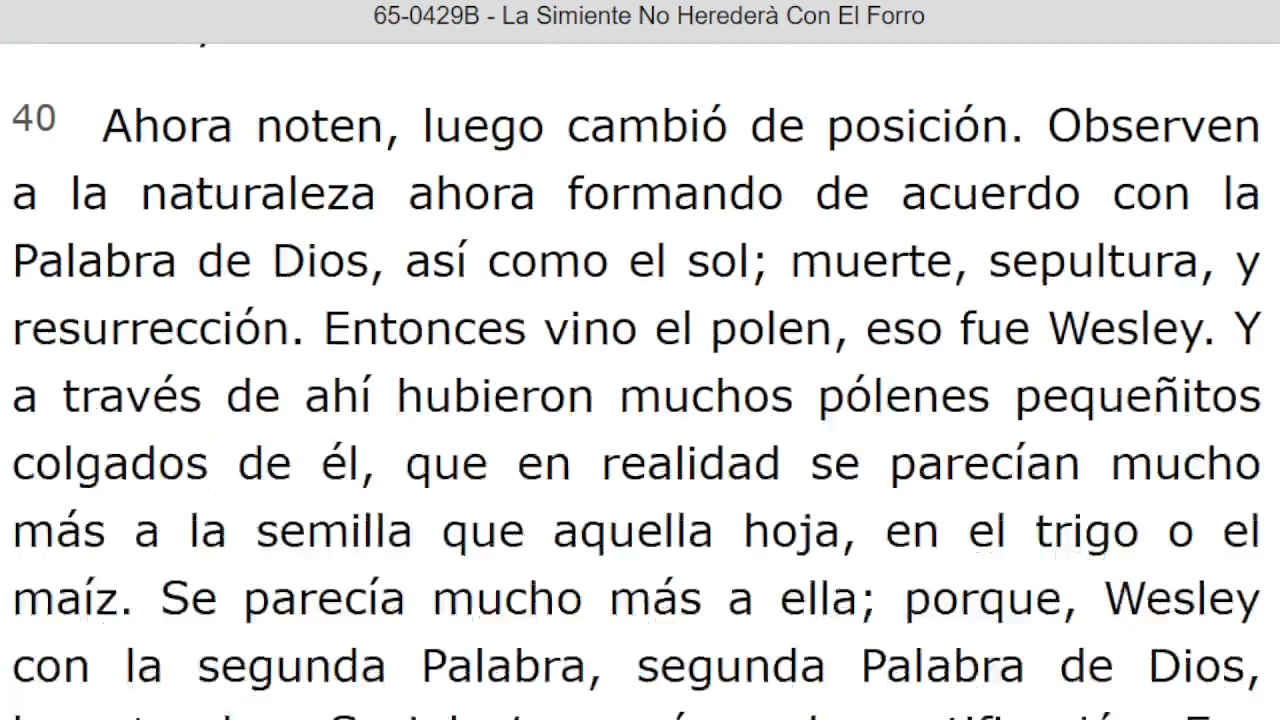 65-0429B - La Simiente No Herederà Con El Forro
40 Ahora noten, luego cambió de posición. Observen
a la naturaleza ahora formando de acuerdo con la
Palabra de Dios, así como el sol; muerte, sepultura, y
resurrección. Entonces vino el polen, eso fue Wesley. Y
a través de ahí hubieron muchos pólenes pequeñitos
colgados de él, que en realidad se parecían mucho
más a la semilla que aquella hoja, en el trigo o el
maíz. Se parecía mucho más a ella; porque, Wesley
con la segunda Palabra, segunda Palabra de Dios,